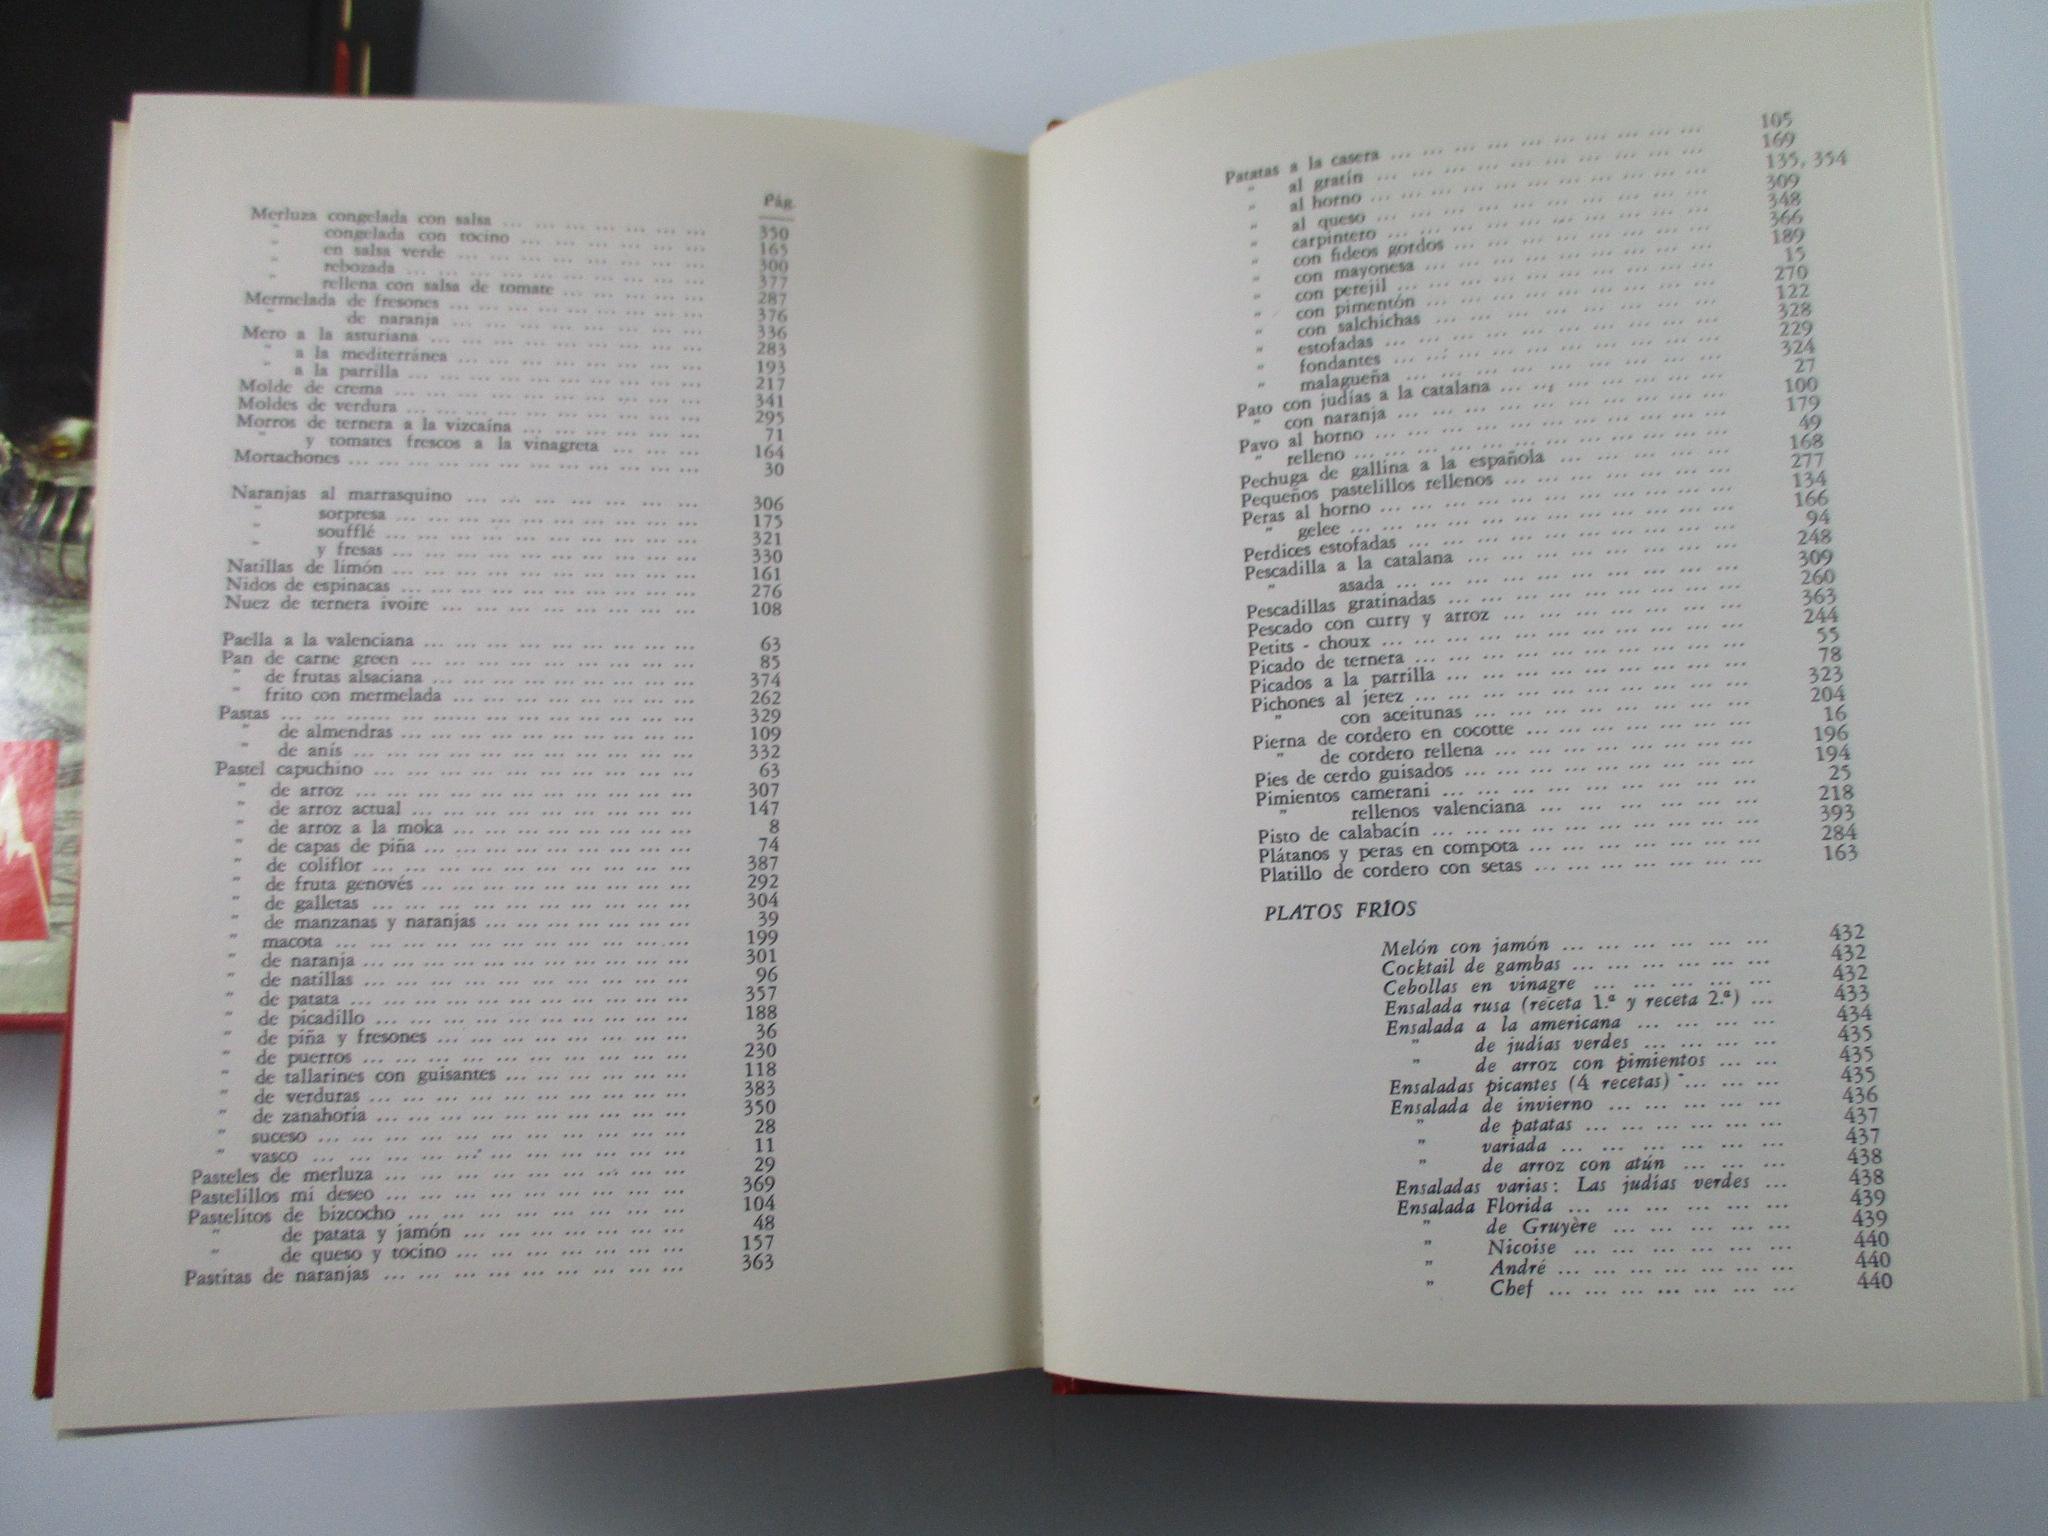 Pág.
Merluza congelada con salsa ... 350
" congelada con tocino ... 165
" en salsa verde ... 300
" rebozada ... 377
" rellena con salsa de tomate ... 287
Mermelada de fresones ... 376
" de naranja ... 336
Mero a la asturiana ... 283
" a la mediterránea ... 193
" a la parrilla ... 217
Molde de crema ... 341
Moldes de verdura ... 295
Morros de ternera a la vizcaína ... 71
" y tomates frescos a la vinagreta ... 164
Mortachones ... 30
Naranjas al marrasquino ... 306
" sorpresa ... 175
" soufflé ... 321
" y fresas ... 330
Natillas de limón ... 161
Nidos de espinacas ... 276
Nuez de ternera ivoire ... 108
Paella a la valenciana ... 63
Pan de carne green ... 85
" de frutas alsaciana ... 374
" frito con mermelada ... 262
Pastas ... 329
" de almendras ... 109
" de anís ... 332
Pastel capuchino ... 63
" de arroz ... 307
" de arroz actual ... 147
" de arroz a la moka ... 8
" de capas de piña ... 74
" de coliflor ... 387
" de fruta genovés ... 292
" de galletas ... 304
" de manzanas y naranjas ... 39
" macota ... 199
" de naranja ... 301
" de natillas ... 96
" de patata ... 357
" de picadillo ... 188
" de piña y fresones ... 36
" de puerros ... 230
" de tallarines con guisantes ... 118
" de verduras ... 383
" de zanahoria ... 350
" suceso ... 28
" vasco ... 11
Pasteles de merluza ... 29
Pastelillos mi deseo ... 369
Pastelitos de bizcocho ... 104
" de patata y jamón ... 48
" de queso y tocino ... 157
Pastitas de naranjas ... 363
Patatas a la casera ... 105
" al gratín ... 169
" al horno ... 135, 354
" al queso ... 309
" carpintero ... 348
" con fideos gordos ... 366
" con mayonesa ... 189
" con perejil ... 15
" con pimentón ... 270
" con salchichas ... 122
" estofadas ... 328
" fondantes ... 229
" malagueña ... 324
Pato con judías a la catalana ... 27
" con naranja ... 100
Pavo al horno ... 179
" relleno ... 49
Pechuga de gallina a la española ... 168
Pequeños pastelillos rellenos ... 277
Peras al horno ... 134
" gelee ... 166
Perdices estofadas ... 94
Pescadilla a la catalana ... 248
" asada ... 309
Pescadillas gratinadas ... 260
Pescado con curry y arroz ... 363
Petits - choux ... 244
Picado de ternera ... 55
Picados a la parrilla ... 78
Pichones al jerez ... 323
" con aceitunas ... 204
Pierna de cordero en cocotte ... 16
" de cordero rellena ... 196
Pies de cerdo guisados ... 194
Pimientos camerani ... 25
" rellenos valenciana ... 218
Pisto de calabacín ... 393
Plátanos y peras en compota ... 284
Platillo de cordero con setas ... 163
PLATOS FRÍOS
Melón con jamón ... 432
Cocktail de gambas ... 432
Cebollas en vinagre ... 432
Ensalada rusa (receta 1.ª y receta 2.ª) ... 433
Ensalada a la americana ... 434
" de judías verdes ... 435
" de arroz con pimientos ... 435
Ensaladas picantes (4 recetas) ... 435
Ensalada de invierno ... 436
" de patatas ... 437
" variada ... 437
" de arroz con atún ... 438
Ensaladas varias: Las judías verdes ... 438
Ensalada Florida ... 439
" de Gruyère ... 439
" Nicoise ... 440
" André ... 440
" Chef ... 440